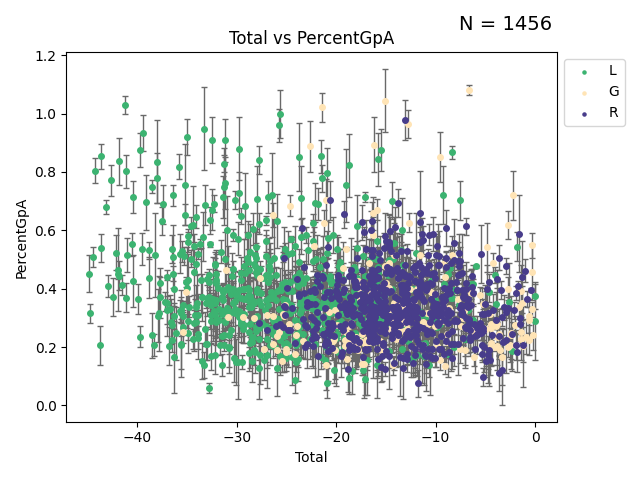 N = 1456
Total vs PercentGpA
1.2
1.0
0.8
0.6
0.4
0.2
0.0
PercentGpA
−40
−30
−20
−10
0
Total
L
G
R